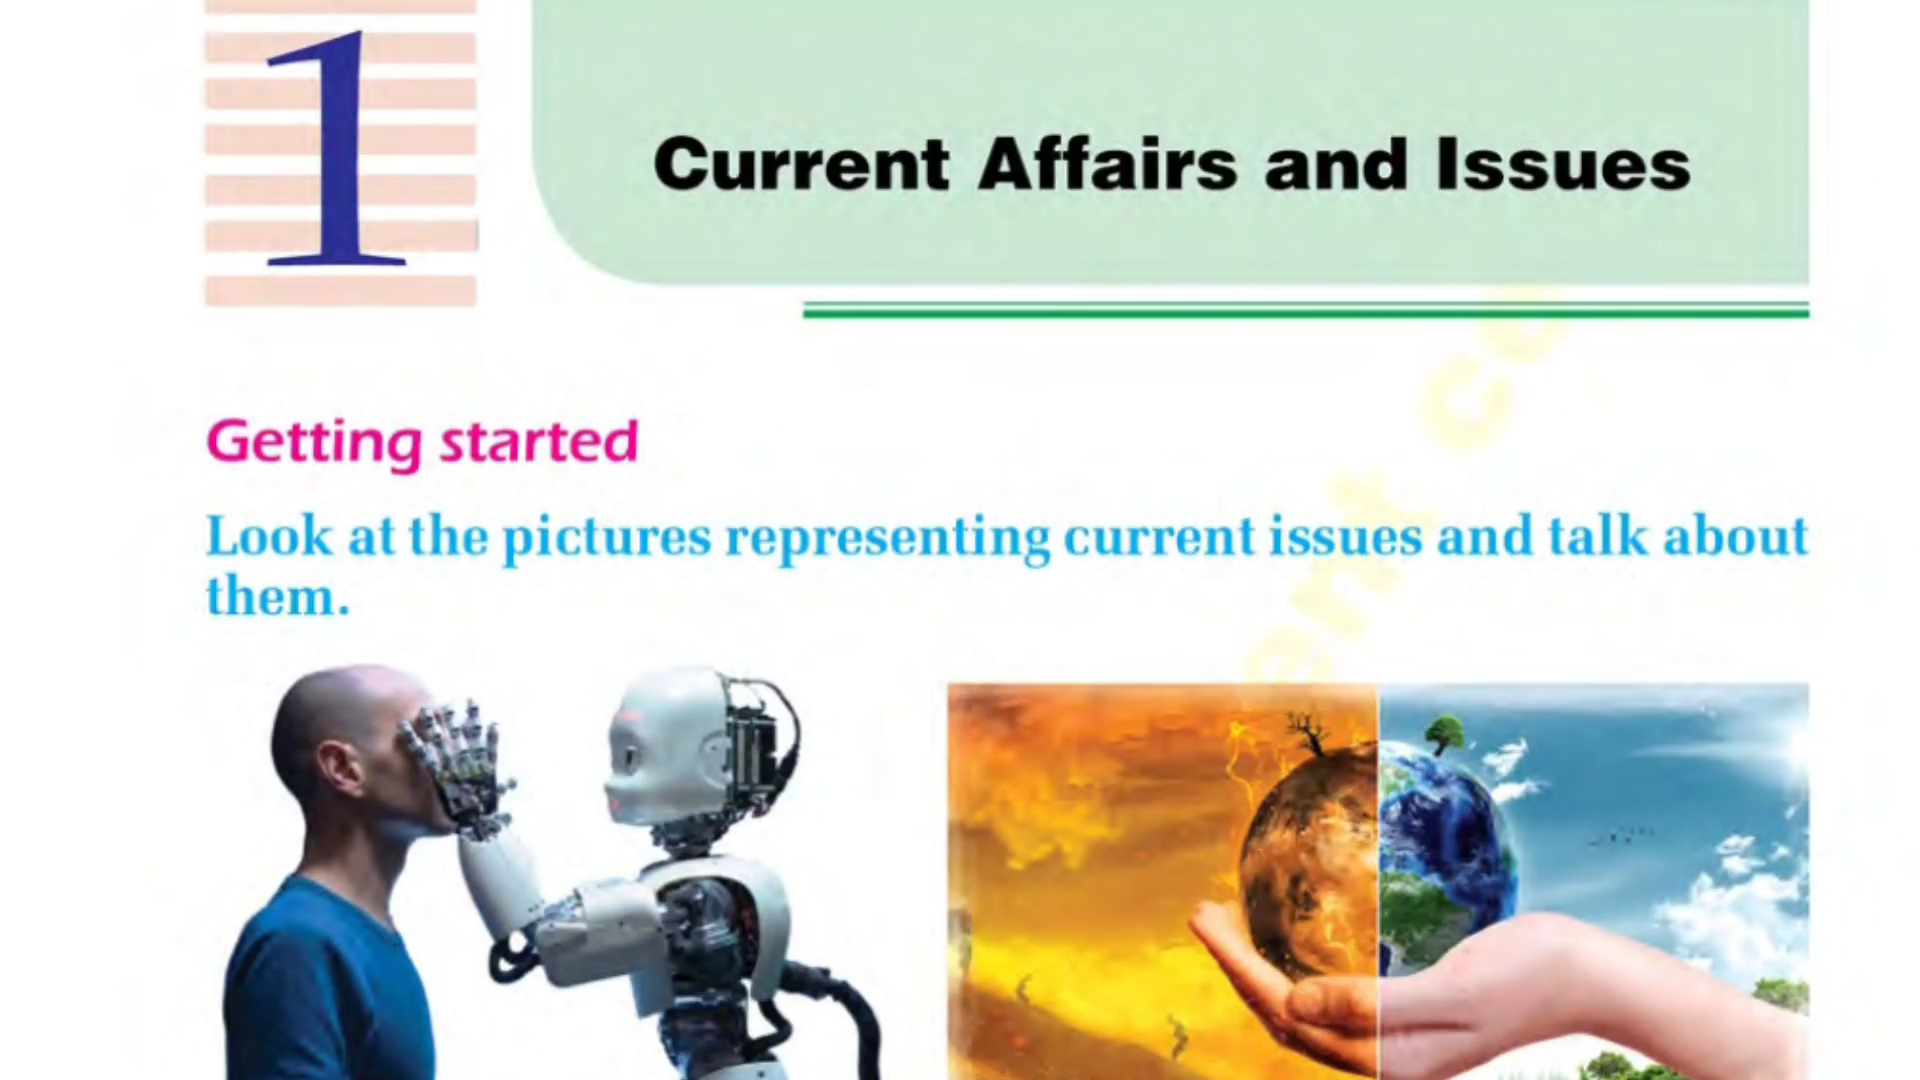 1
Current Affairs and Issues
Getting started
Look at the pictures representing current issues and talk about
them.